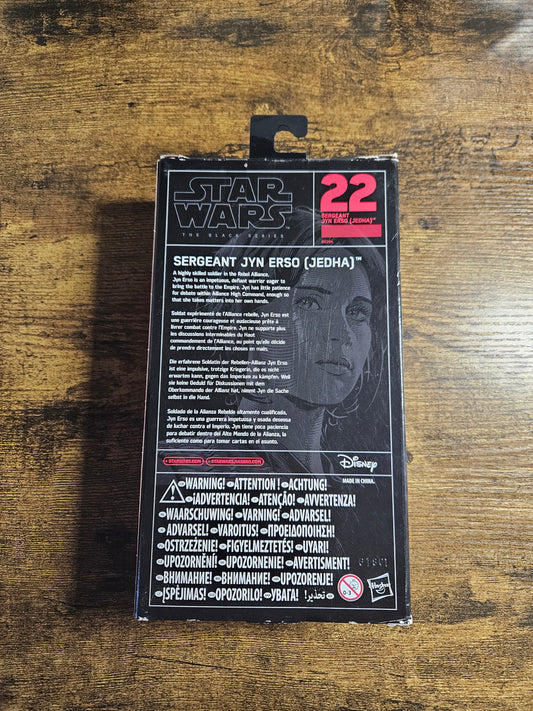 STAR
WARS
THE BLACK SERIES
22
SERGEANT
JYN ERSO (JEDHA)™
SERGEANT JYN ERSO (JEDHA)™
A highly skilled soldier in the Rebel Alliance,
Jyn Erso is an impetuous, defiant warrior eager to
bring the battle to the Empire. Jyn has little patience
for debate within Alliance High Command, enough so
that she takes matters into her own hands.
Soldat expérimenté de l'Alliance rebelle, Jyn Erso est
une guerrière courageuse et audacieuse prête à
livrer combat contre l'Empire. Jyn ne supporte plus
les discussions interminables du Haut
commandement de l'Alliance, au point qu'elle décide
de prendre directement les choses en main.
Die erfahrene Soldatin der Rebellen-Allianz Jyn Erso
ist eine impulsive, trotzige Kriegerin, die es nicht
erwarten kann, gegen das Imperium zu kämpfen. Weil
sie keine Geduld für Diskussionen mit dem
Oberkommando der Allianz hat, nimmt Jyn die Sache
selbst in die Hand.
Soldado de la Alianza Rebelde altamente cualificada,
Jyn Erso es una guerrera impetuosa y osada deseosa
de luchar contra el Imperio. Jyn tiene poca paciencia
para debatir dentro del Alto Mando de la Alianza, la
suficiente como para tomar cartas en el asunto.
STARWARS.COM STARWARS.HASBRO.COM
Disney
MADE IN CHINA.
WARNING! ATTENTION! ACHTUNG!
¡ADVERTENCIA! ATENÇÃO! AVVERTENZA!
WAARSCHUWING! VARNING! ADVARSEL!
ADVARSEL! VAROITUS! ΠΡΟΕΙΔΟΠΟΙΗΣΗ!
OSTRZEŻENIE! FIGYELMEZTETÉS! UYARI!
UPOZORNĚNÍ! UPOZORNENIE! AVERTISMENT!
ВНИМАНИЕ! ВНИМАНИЕ! UPOZORENJE!
ĮSPĖJIMAS! OPOZORILO! УВАГА! تحذير!
0-3
Hasbro